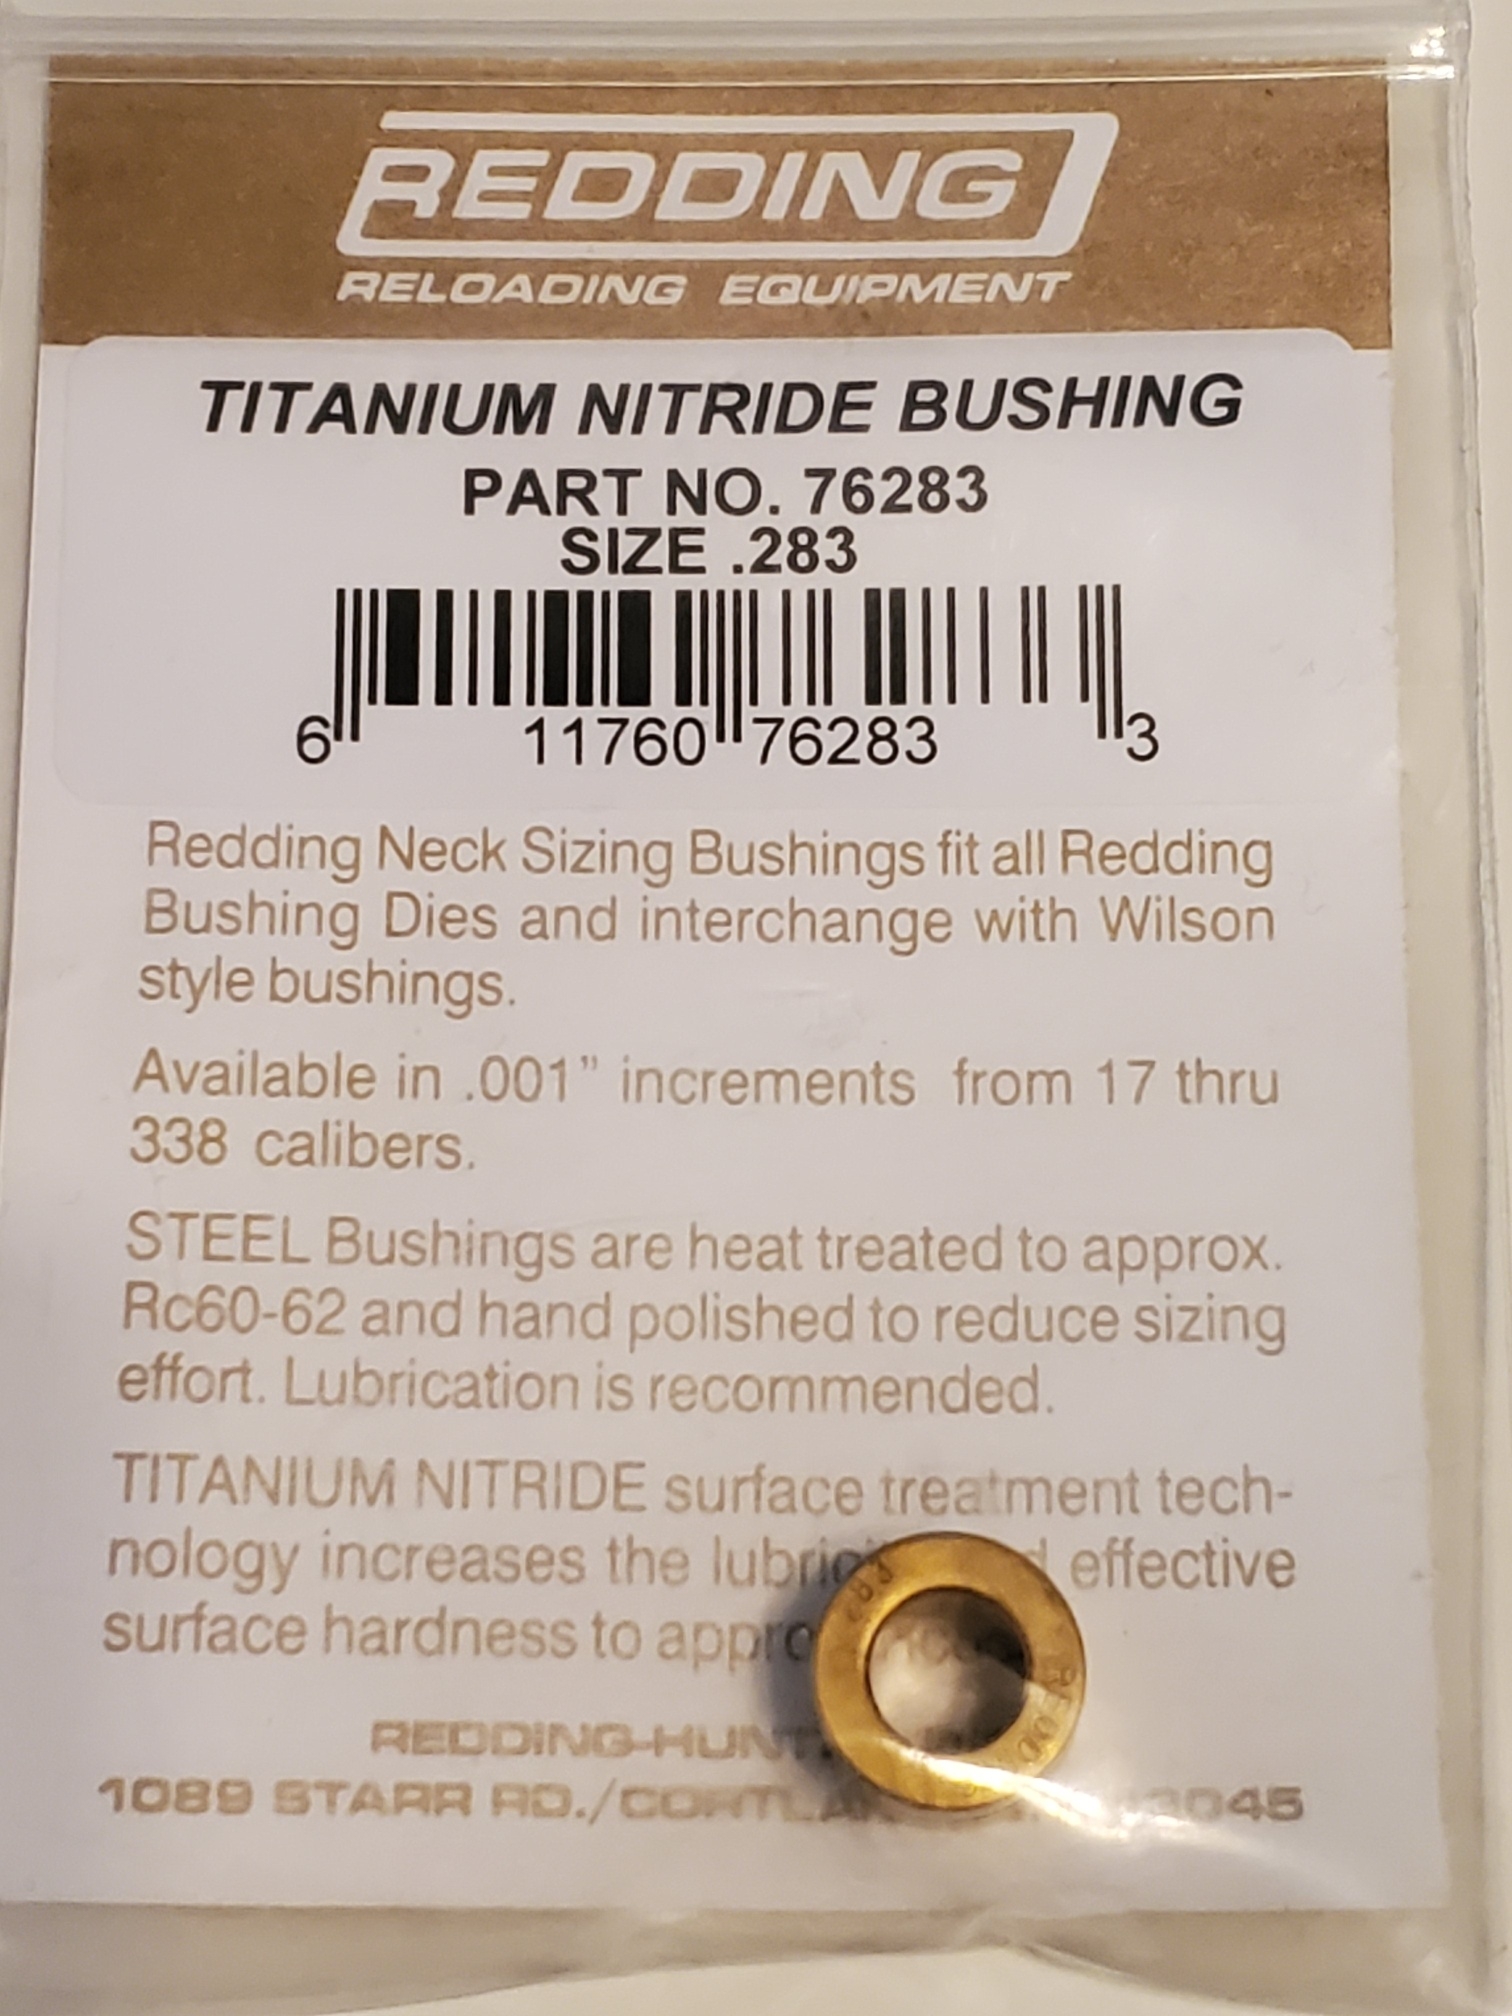 REDDING
RELOADING EQUIPMENT
TITANIUM NITRIDE BUSHING
PART NO. 76283
SIZE .283
6 11760 76283 3
Redding Neck Sizing Bushings fit all Redding
Bushing Dies and interchange with Wilson
style bushings.
Available in .001" increments from 17 thru
338 calibers.
STEEL Bushings are heat treated to approx.
Rc60-62 and hand polished to reduce sizing
effort. Lubrication is recommended.
TITANIUM NITRIDE surface treatment tech-
nology increases the effective
surface hardness to
1089 STARR RD./